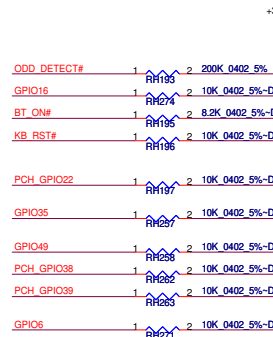 ODD_DETECT# 1 2 200K_0402_5%
RH193
GPIO16 1 2 10K_0402_5%~D
RH274
BT_ON# 1 2 8.2K_0402_5%~D
RH195
KB_RST# 1 2 10K_0402_5%~D
RH196
PCH_GPIO22 1 2 10K_0402_5%~D
RH197
GPIO35 1 2 10K_0402_5%~D
RH257
GPIO49 1 2 10K_0402_5%~D
RH258
PCH_GPIO38 1 2 10K_0402_5%~D
RH262
PCH_GPIO39 1 2 10K_0402_5%~D
RH263
GPIO6 1 2 10K_0402_5%~D
RH271